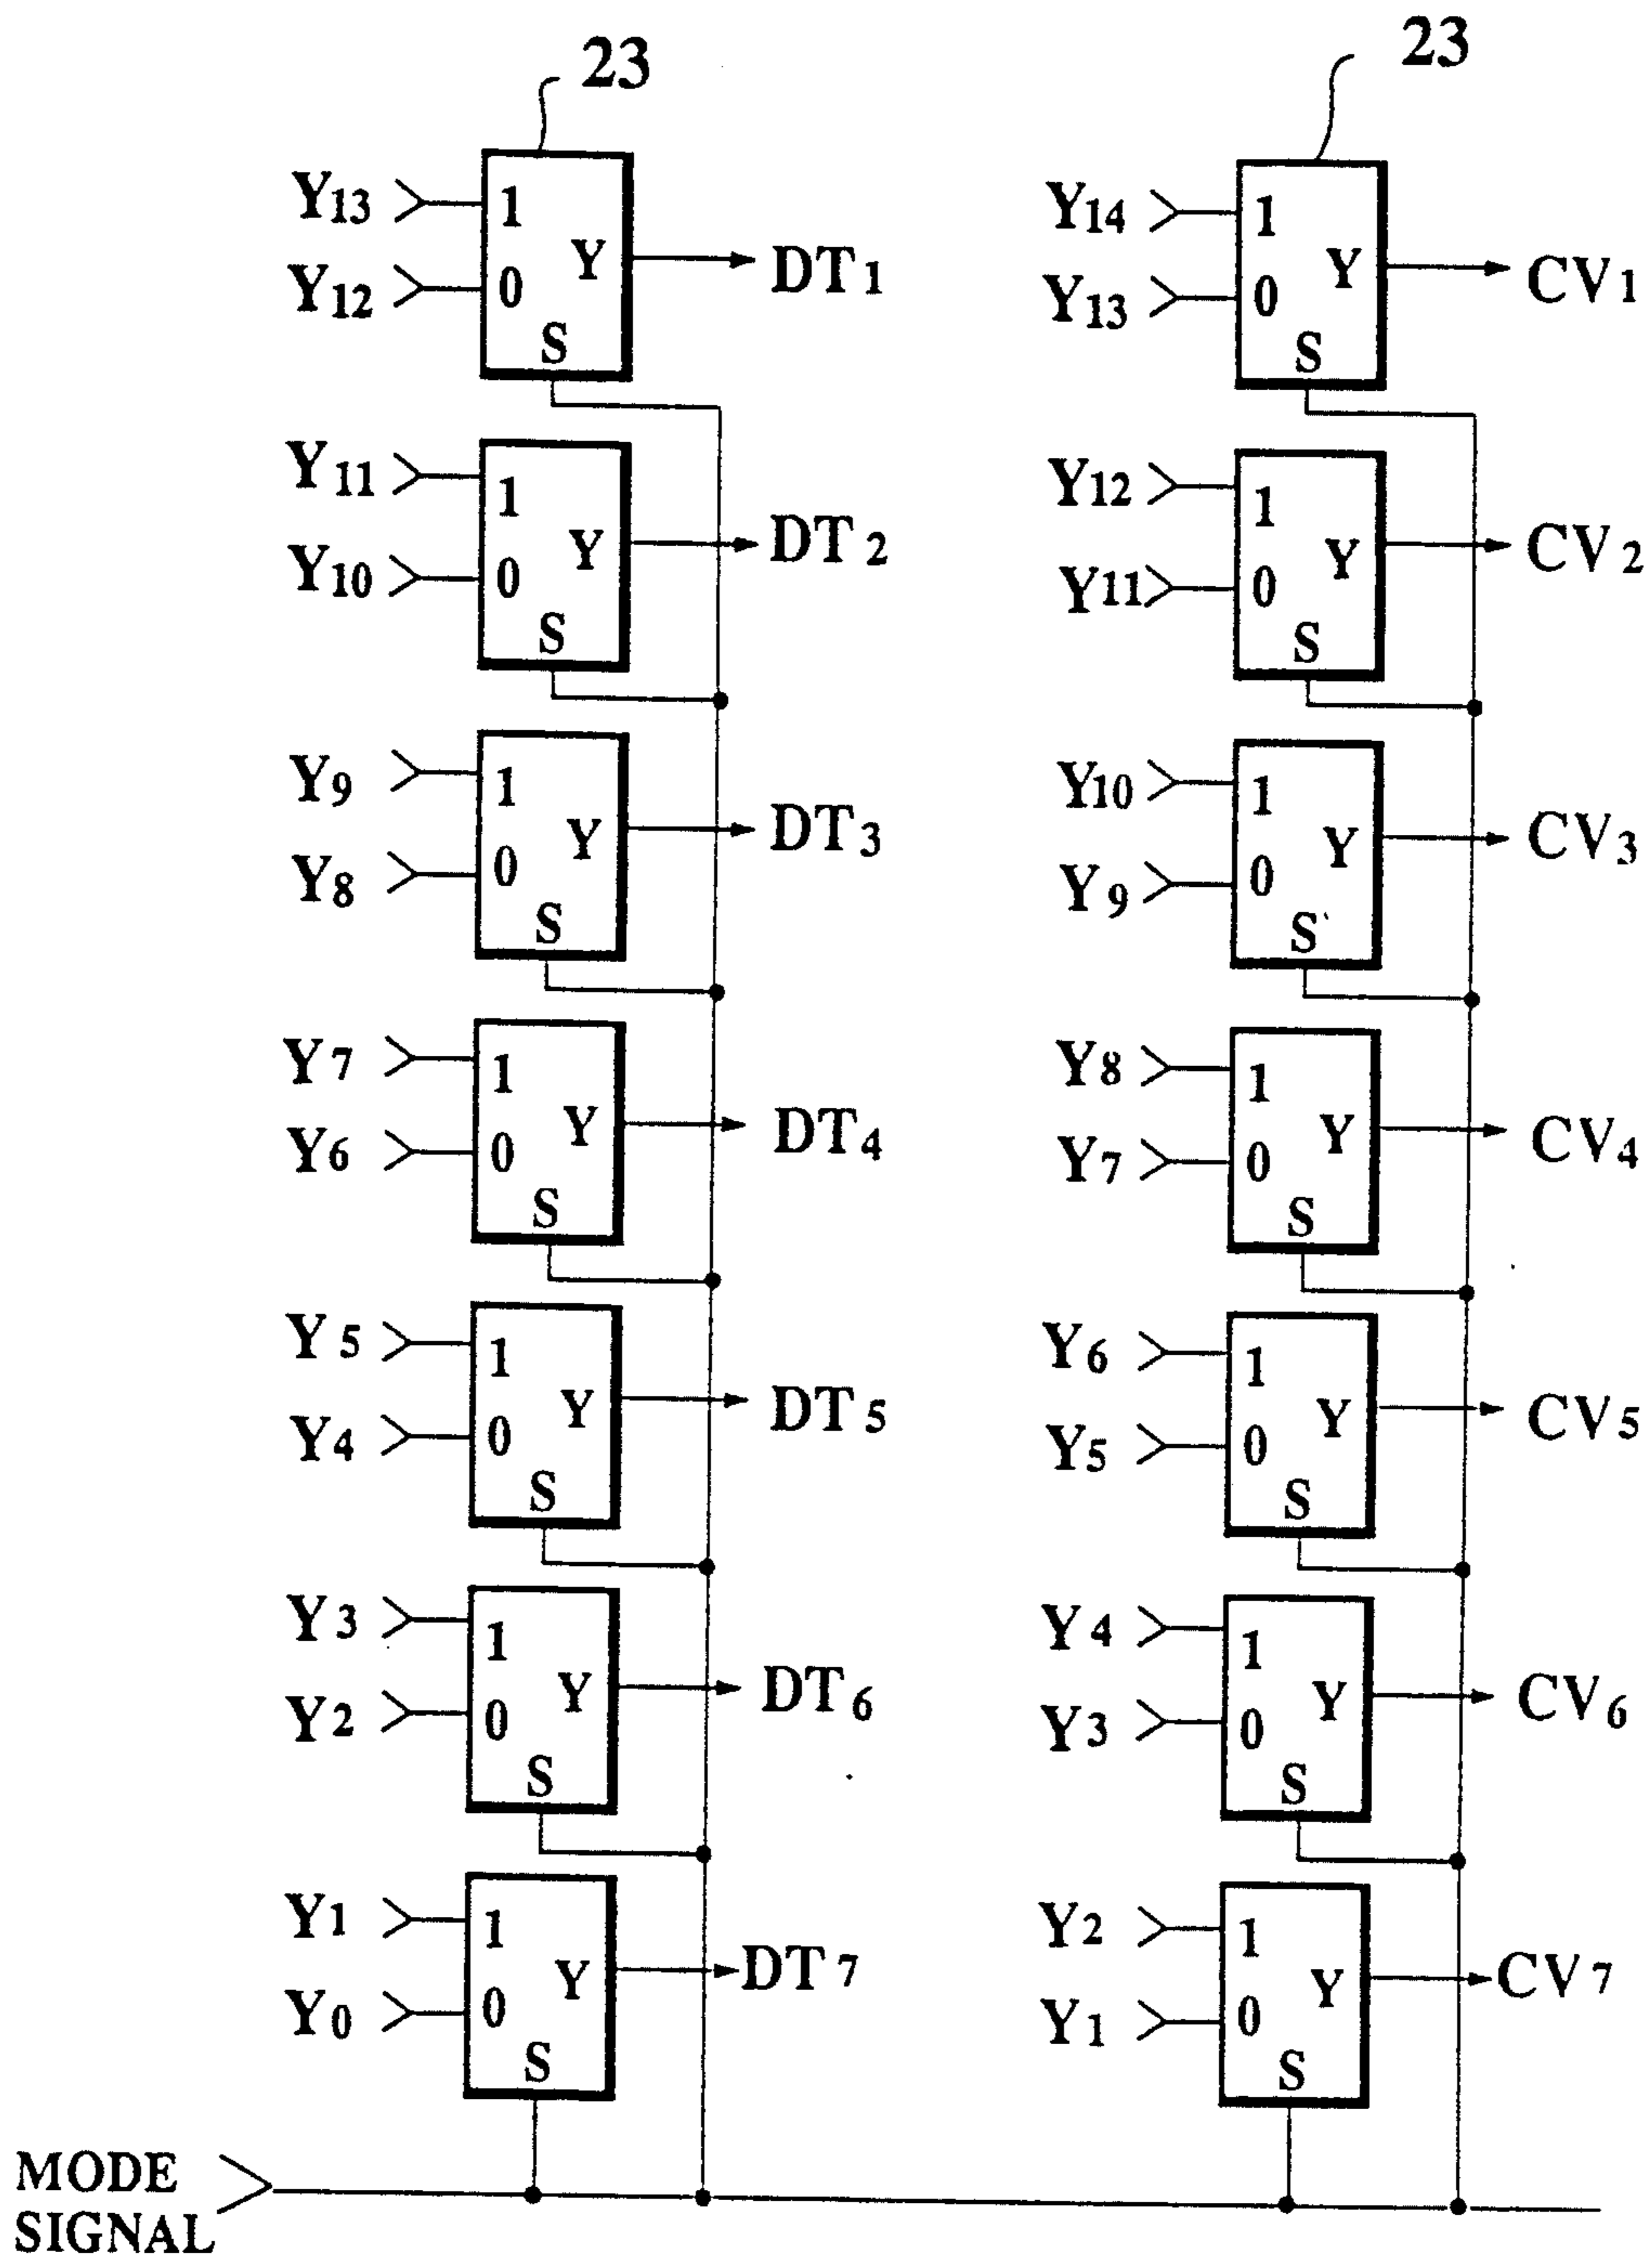 23
Y13
1
Y
DT1
Y12
0
S
Y11
1
Y
DT2
Y10
0
S
Y9
1
Y
DT3
Y8
0
S
Y7
1
Y
DT4
Y6
0
S
Y5
1
Y
DT5
Y4
0
S
Y3
1
Y
DT6
Y2
0
S
Y1
1
Y
DT7
Y0
0
S
23
Y14
1
Y
CV1
Y13
0
S
Y12
1
Y
CV2
Y11
0
S
Y10
1
Y
CV3
Y9
0
S
Y8
1
Y
CV4
Y7
0
S
Y6
1
Y
CV5
Y5
0
S
Y4
1
Y
CV6
Y3
0
S
Y2
1
Y
CV7
Y1
0
S
MODE
SIGNAL